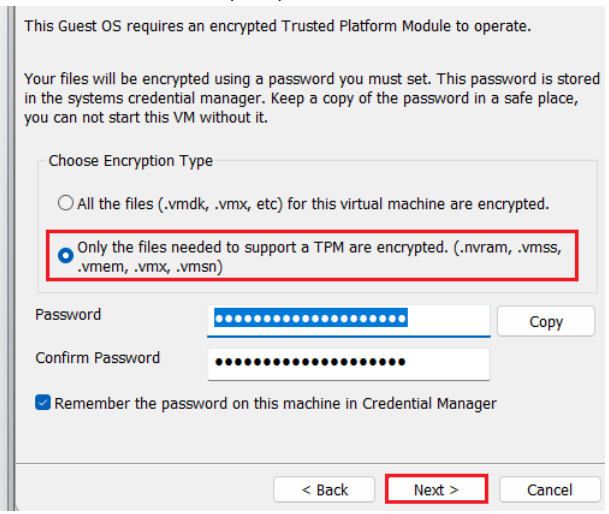 This Guest OS requires an encrypted Trusted Platform Module to operate.
Your files will be encrypted using a password you must set. This password is stored
in the systems credential manager. Keep a copy of the password in a safe place,
you can not start this VM without it.
Choose Encryption Type
All the files (.vmdk, .vmx, etc) for this virtual machine are encrypted.
Only the files needed to support a TPM are encrypted. (.nvram, .vmss,
.vmem, .vmx, .vmsn)
Password
Copy
Confirm Password
Remember the password on this machine in Credential Manager
< Back
Next >
Cancel